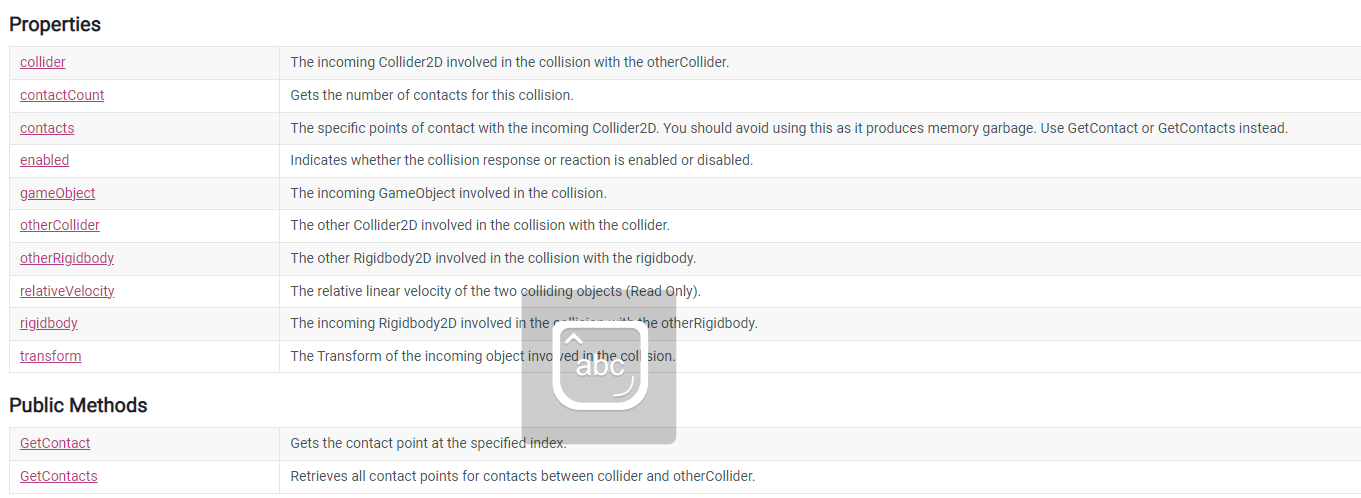 Properties
collider The incoming Collider2D involved in the collision with the otherCollider.
contactCount Gets the number of contacts for this collision.
contacts The specific points of contact with the incoming Collider2D. You should avoid using this as it produces memory garbage. Use GetContact or GetContacts instead.
enabled Indicates whether the collision response or reaction is enabled or disabled.
gameObject The incoming GameObject involved in the collision.
otherCollider The other Collider2D involved in the collision with the collider.
otherRigidbody The other Rigidbody2D involved in the collision with the rigidbody.
relativeVelocity The relative linear velocity of the two colliding objects (Read Only).
rigidbody The incoming Rigidbody2D involved in the collision with the otherRigidbody.
transform The Transform of the incoming object involved in the collision.
abc
Public Methods
GetContact Gets the contact point at the specified index.
GetContacts Retrieves all contact points for contacts between collider and otherCollider.